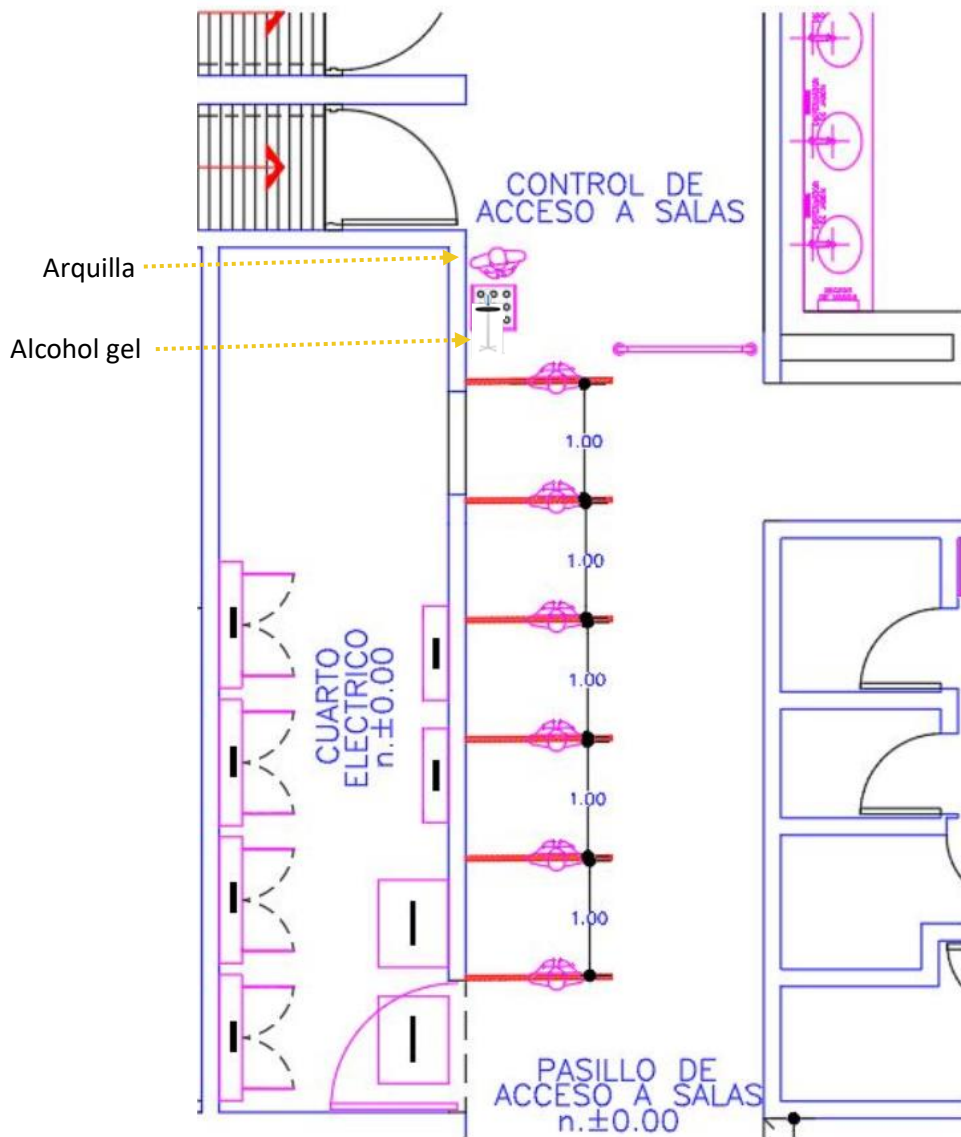 CONTROL DE
ACCESO A SALAS
Arquilla
Alcohol gel
1.00
1.00
1.00
1.00
1.00
CUARTO
ELECTRICO
n.±0.00
PASILLO DE
ACCESO A SALAS
n.±0.00